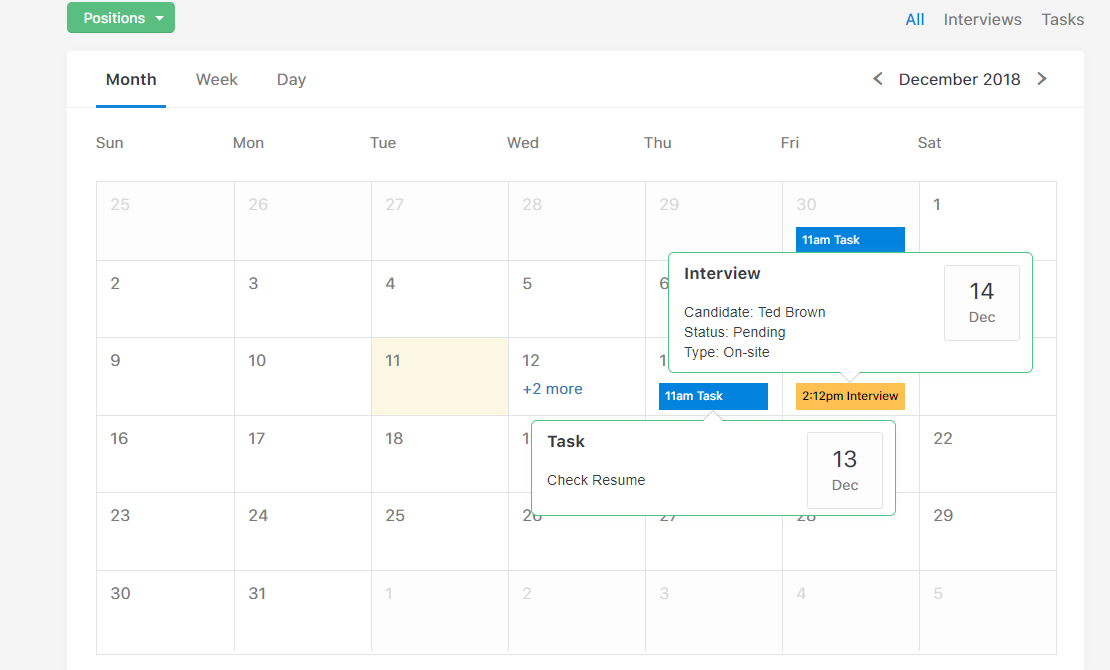 Positions
All Interviews Tasks
Month Week Day
December 2018
Sun Mon Tue Wed Thu Fri Sat
25 26 27 28 29 30 1
11am Task
2 3 4 5 6
Interview
14
Dec
Candidate: Ted Brown
Status: Pending
Type: On-site
9 10 11 12
+2 more
11am Task 2:12pm Interview
16 17 18 22
Task
13
Dec
Check Resume
23 24 25 26 27 28 29
30 31 1 2 3 4 5